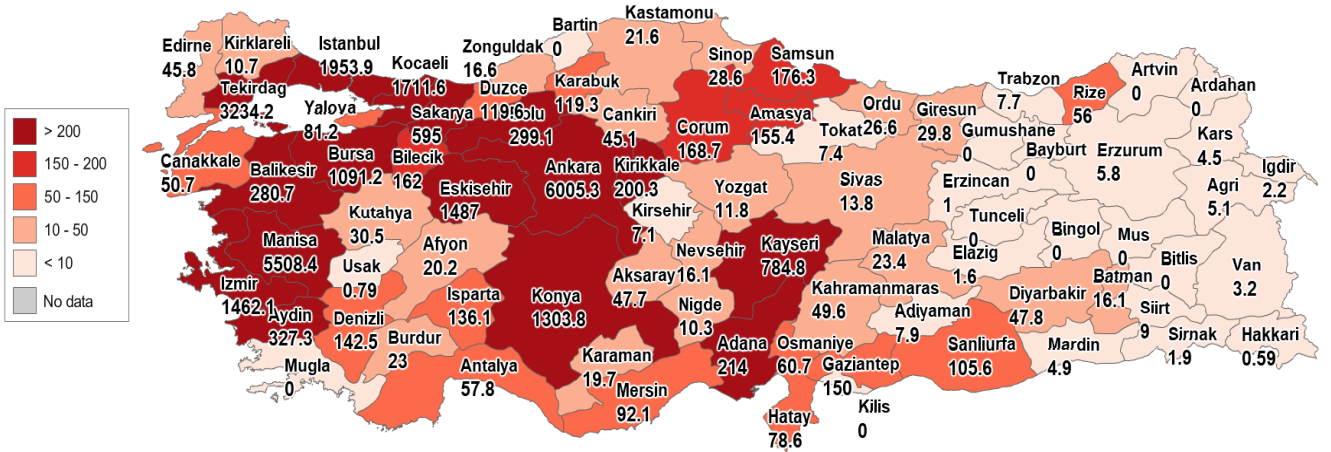 > 200
150 - 200
50 - 150
10 - 50
< 10
No data
Edirne
45.8
Kirklareli
10.7
Tekirdag
3234.2
Istanbul
1953.9
Kocaeli
1711.6
Yalova
81.2
Sakarya
595
Zonguldak
16.6
Duzce
119.6
Bartin
0
Kastamonu
21.6
Karabuk
119.3
olu
299.1
Cankiri
45.1
Sinop
28.6
Samsun
176.3
Corum
168.7
Amasya
155.4
Tokat
7.4
Ordu
26.6
Giresun
29.8
Trabzon
7.7
Rize
56
Artvin
0
Ardahan
0
Gumushane
0
Bayburt
0
Erzurum
5.8
Kars
4.5
Igdir
2.2
Agri
5.1
Canakkale
50.7
Balikesir
280.7
Bursa
1091.2
Bilecik
162
Eskisehir
1487
Ankara
6005.3
Kirikkale
200.3
Kirsehir
7.1
Yozgat
11.8
Sivas
13.8
Erzincan
1
Tunceli
0
Bingol
0
Mus
0
Bitlis
0
Van
3.2
Manisa
5508.4
Kutahya
30.5
Usak
0.79
Afyon
20.2
Izmir
1462.1
Aydin
327.3
Denizli
142.5
Mugla
0
Burdur
23
Isparta
136.1
Antalya
57.8
Konya
1303.8
Karaman
19.7
Mersin
92.1
Aksaray
47.7
Nevsehir
16.1
Nigde
10.3
Kayseri
784.8
Adana
214
Osmaniye
60.7
Hatay
78.6
Kahramanmaras
49.6
Malatya
23.4
Elazig
1.6
Adiyaman
7.9
Gaziantep
150
Kilis
0
Sanliurfa
105.6
Diyarbakir
47.8
Batman
16.1
Mardin
4.9
Siirt
9
Sirnak
1.9
Hakkari
0.59